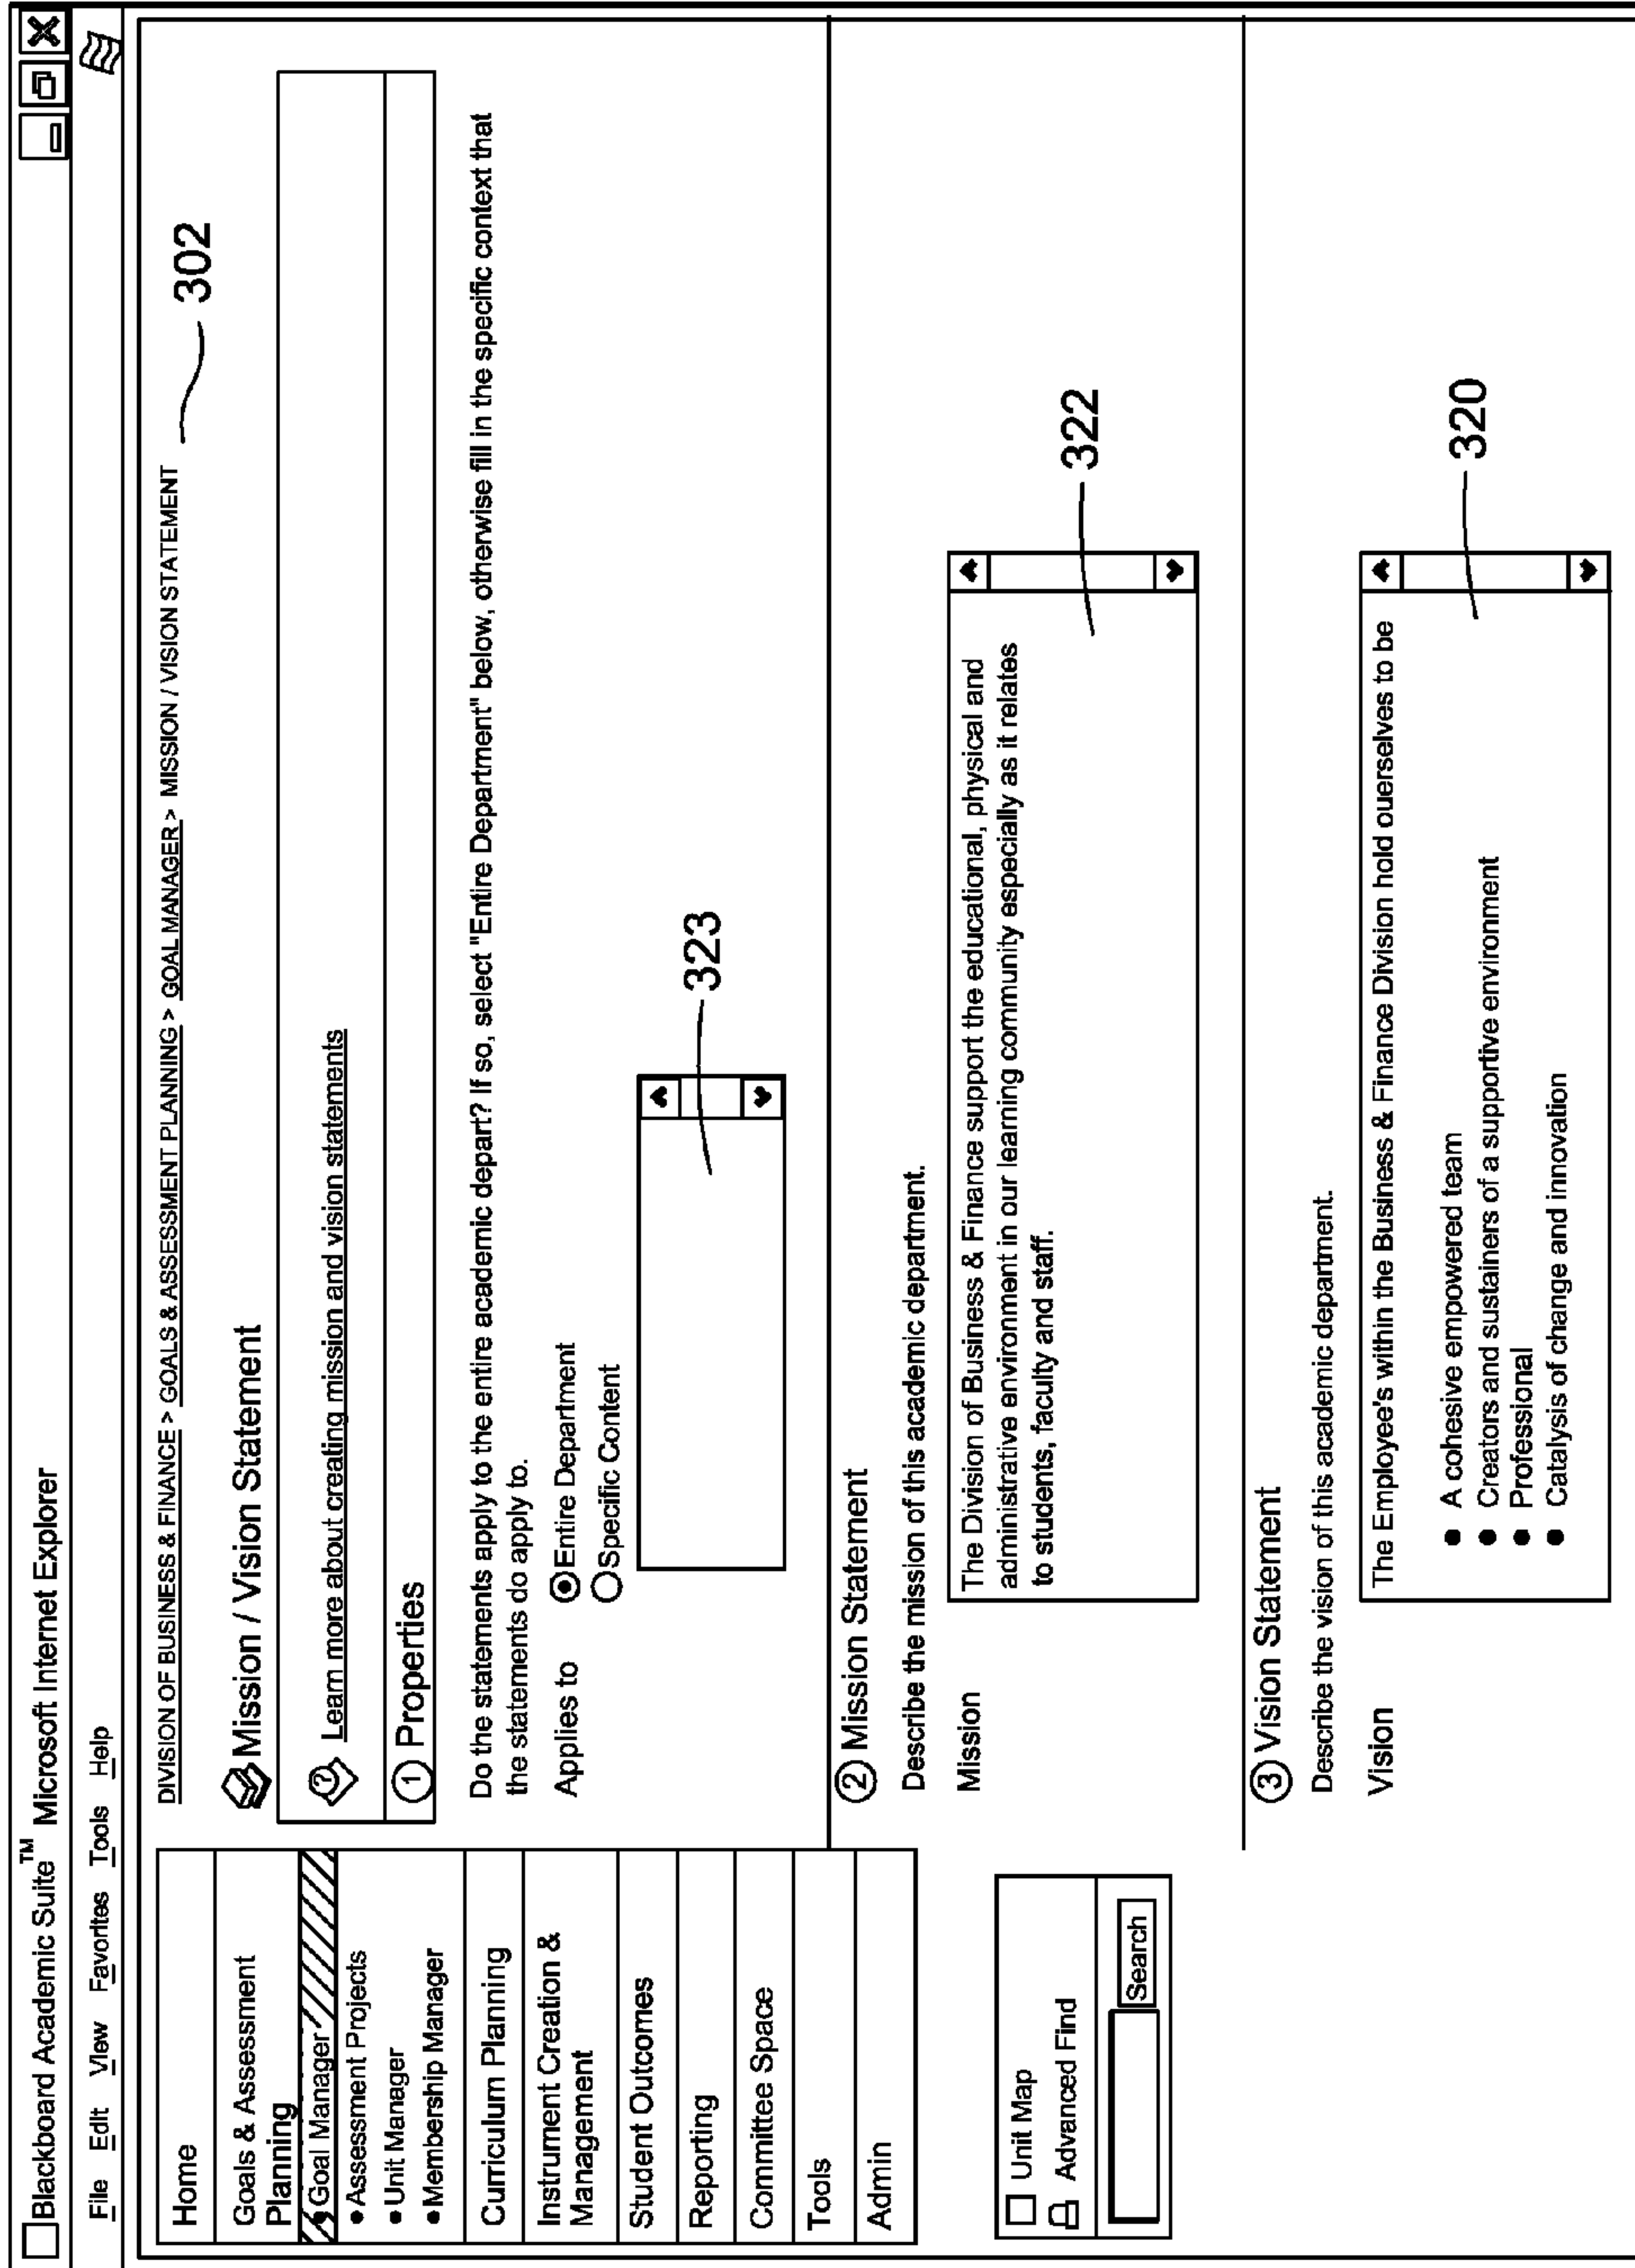 Blackboard Academic Suite™ Microsoft Internet Explorer
File Edit View Favorites Tools Help
Home
Goals & Assessment
Planning
• Goal Manager
• Assessment Projects
• Unit Manager
• Membership Manager
Curriculum Planning
Instrument Creation &
Management
Student Outcomes
Reporting
Committee Space
Tools
Admin
Unit Map
Advanced Find
Search
DIVISION OF BUSINESS & FINANCE > GOALS & ASSESSMENT PLANNING > GOAL MANAGER > MISSION / VISION STATEMENT
302
Mission / Vision Statement
? Learn more about creating mission and vision statements
1 Properties
Do the statements apply to the entire academic depart? If so, select "Entire Department" below, otherwise fill in the specific context that
the statements do apply to.
Applies to Entire Department
Specific Content
323
2 Mission Statement
Describe the mission of this academic department.
Mission
The Division of Business & Finance support the educational, physical and
administrative environment in our learning community especially as it relates
to students, faculty and staff.
322
3 Vision Statement
Describe the vision of this academic department.
Vision
The Employee's within the Business & Finance Division hold ouerselves to be
• A cohesive empowered team
• Creators and sustainers of a supportive environment
• Professional
• Catalysis of change and innovation
320